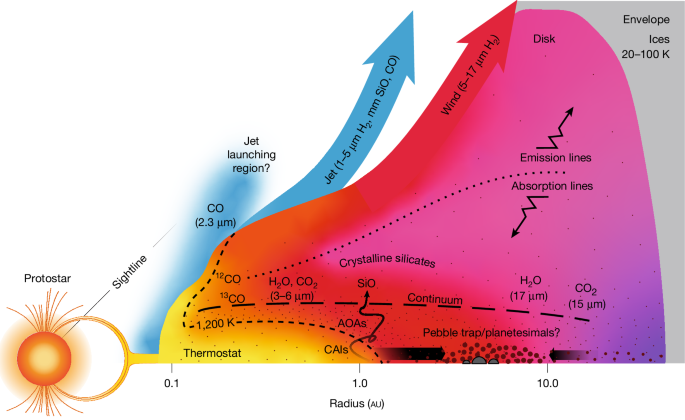 Envelope
Ices
20–100 K
Disk
Wind (5–17 μm H₂)
Jet (1–5 μm H₂, mm SiO, CO)
Jet
launching
region?
Emission lines
Absorption lines
CO
(2.3 μm)
Sightline
Protostar
Crystalline silicates
¹²CO
¹³CO
H₂O, CO₂
(3–6 μm)
SiO
Continuum
H₂O
(17 μm)
CO₂
(15 μm)
1,200 K
AOAs
Pebble trap/planetesimals?
Thermostat
CAIs
0.1
1.0
10.0
Radius (AU)